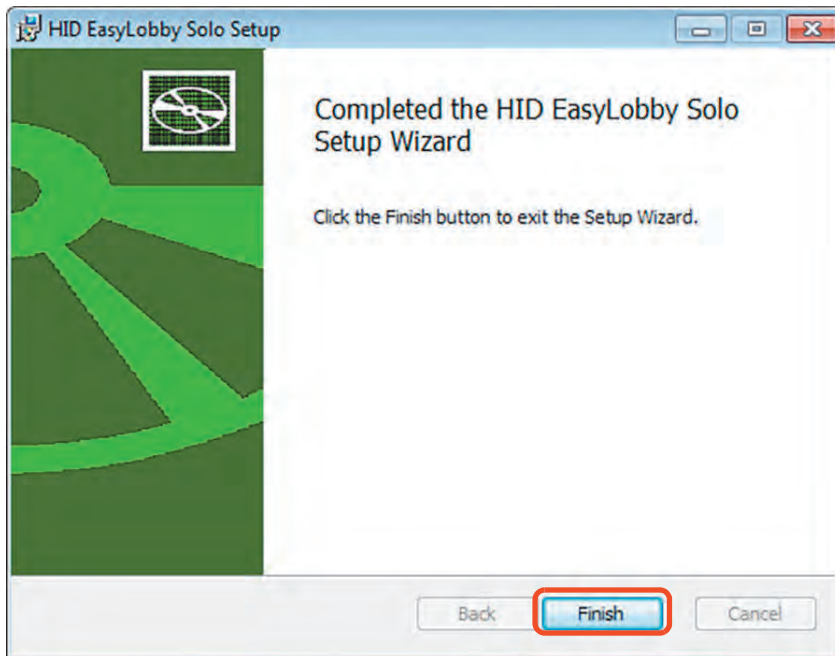 HID EasyLobby Solo Setup
Completed the HID EasyLobby Solo
Setup Wizard
Click the Finish button to exit the Setup Wizard.
Back Finish Cancel